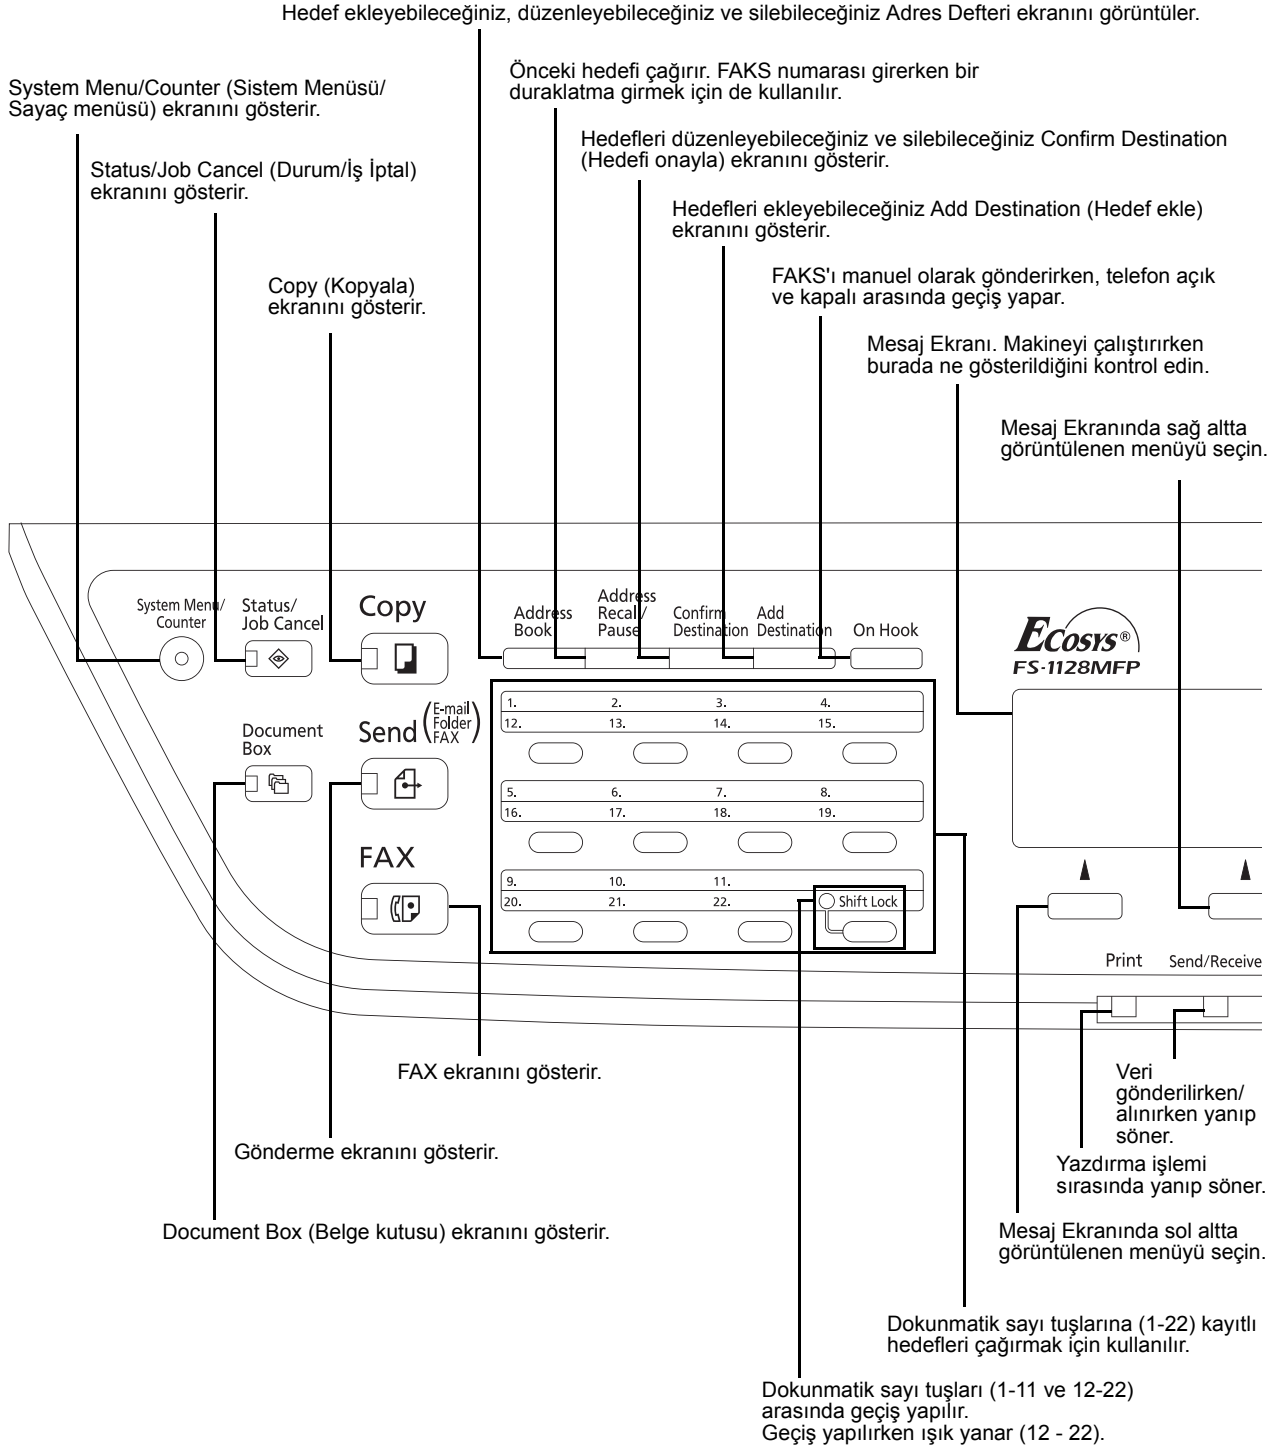 Hedef ekleyebileceğiniz, düzenleyebileceğiniz ve silebileceğiniz Adres Defteri ekranını görüntüler.
System Menu/Counter (Sistem Menüsü/
Sayaç menüsü) ekranını gösterir.
Önceki hedefi çağırır. FAKS numarası girerken bir
duraklatma girmek için de kullanılır.
Hedefleri düzenleyebileceğiniz ve silebileceğiniz Confirm Destination
(Hedefi onayla) ekranını gösterir.
Status/Job Cancel (Durum/İş İptal)
ekranını gösterir.
Hedefleri ekleyebileceğiniz Add Destination (Hedef ekle)
ekranını gösterir.
Copy (Kopyala)
ekranını gösterir.
FAKS'ı manuel olarak gönderirken, telefon açık
ve kapalı arasında geçiş yapar.
Mesaj Ekranı. Makineyi çalıştırırken
burada ne gösterildiğini kontrol edin.
Mesaj Ekranında sağ altta
görüntülenen menüyü seçin.
System Menu/
Counter
Status/
Job Cancel
Copy
Address
Book
Address
Recall/
Pause
Confirm
Destination
Add
Destination
On Hook
ECOSYS®
FS-1128MFP
Document
Box
Send
E-mail
Folder
FAX
FAX
1. 2. 3. 4.
12. 13. 14. 15.
5. 6. 7. 8.
16. 17. 18. 19.
9. 10. 11.
20. 21. 22.
Shift Lock
Print
Send/Receive
FAX ekranını gösterir.
Veri
gönderilirken/
alınırken yanıp
söner.
Gönderme ekranını gösterir.
Yazdırma işlemi
sırasında yanıp söner.
Document Box (Belge kutusu) ekranını gösterir.
Mesaj Ekranında sol altta
görüntülenen menüyü seçin.
Dokunmatik sayı tuşlarına (1-22) kayıtlı
hedefleri çağırmak için kullanılır.
Dokunmatik sayı tuşları (1-11 ve 12-22)
arasında geçiş yapılır.
Geçiş yapılırken ışık yanar (12 - 22).